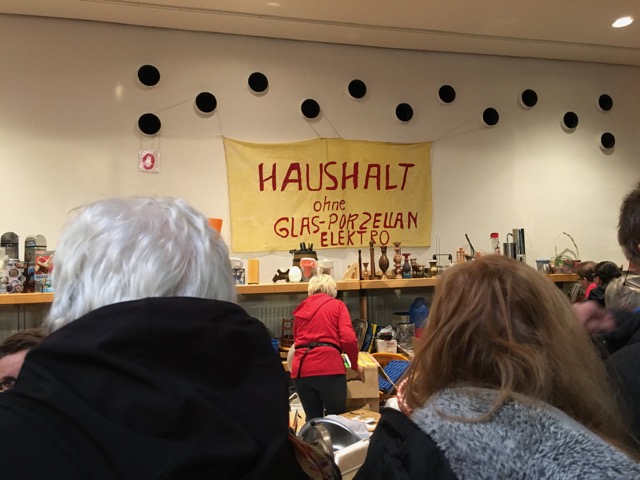 HAUSHALT
ohne
GLAS-PORZELLAN
ELEKTRO